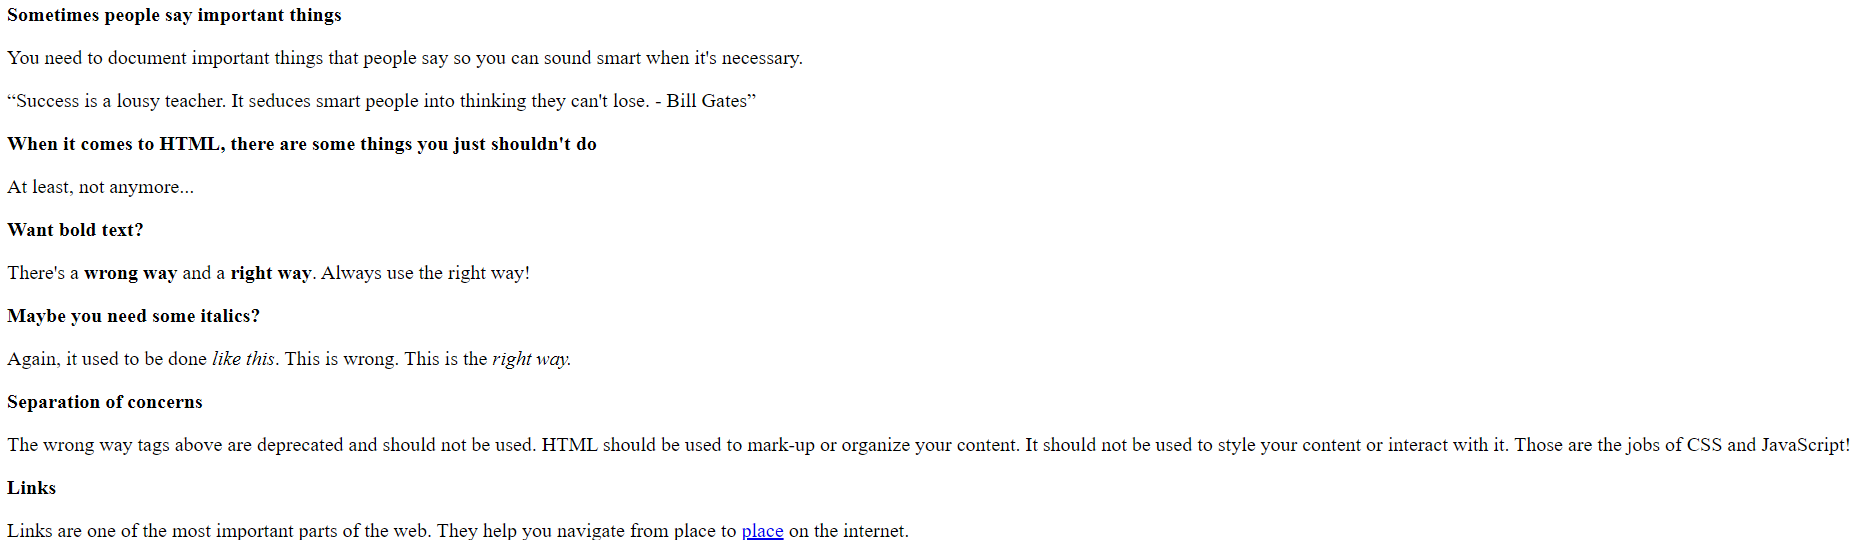 Sometimes people say important things
You need to document important things that people say so you can sound smart when it's necessary.
“Success is a lousy teacher. It seduces smart people into thinking they can't lose. - Bill Gates”
When it comes to HTML, there are some things you just shouldn't do
At least, not anymore...
Want bold text?
There's a wrong way and a right way. Always use the right way!
Maybe you need some italics?
Again, it used to be done like this. This is wrong. This is the right way.
Separation of concerns
The wrong way tags above are deprecated and should not be used. HTML should be used to mark-up or organize your content. It should not be used to style your content or interact with it. Those are the jobs of CSS and JavaScript!
Links
Links are one of the most important parts of the web. They help you navigate from place to place on the internet.